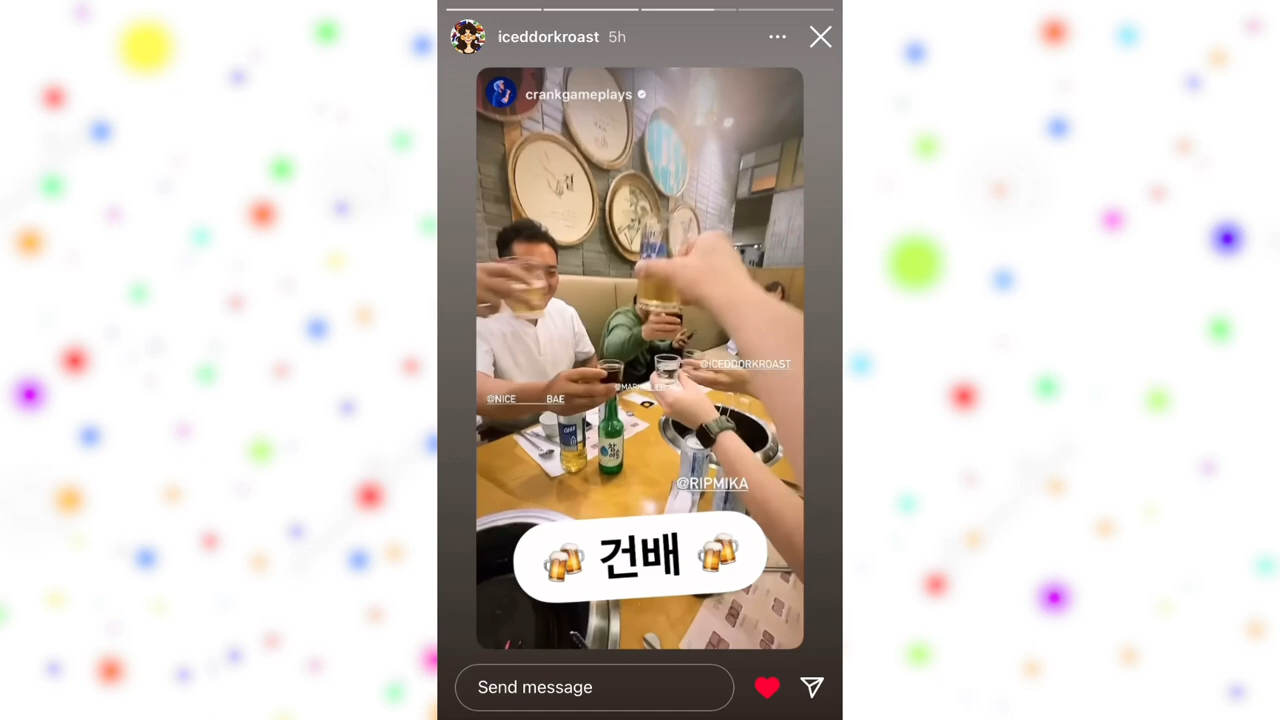 iceddorkroast 5h
crankgameplays
@ICEDDORKROAST
@NICE BAE
@RIPMIKA
건배
Send message